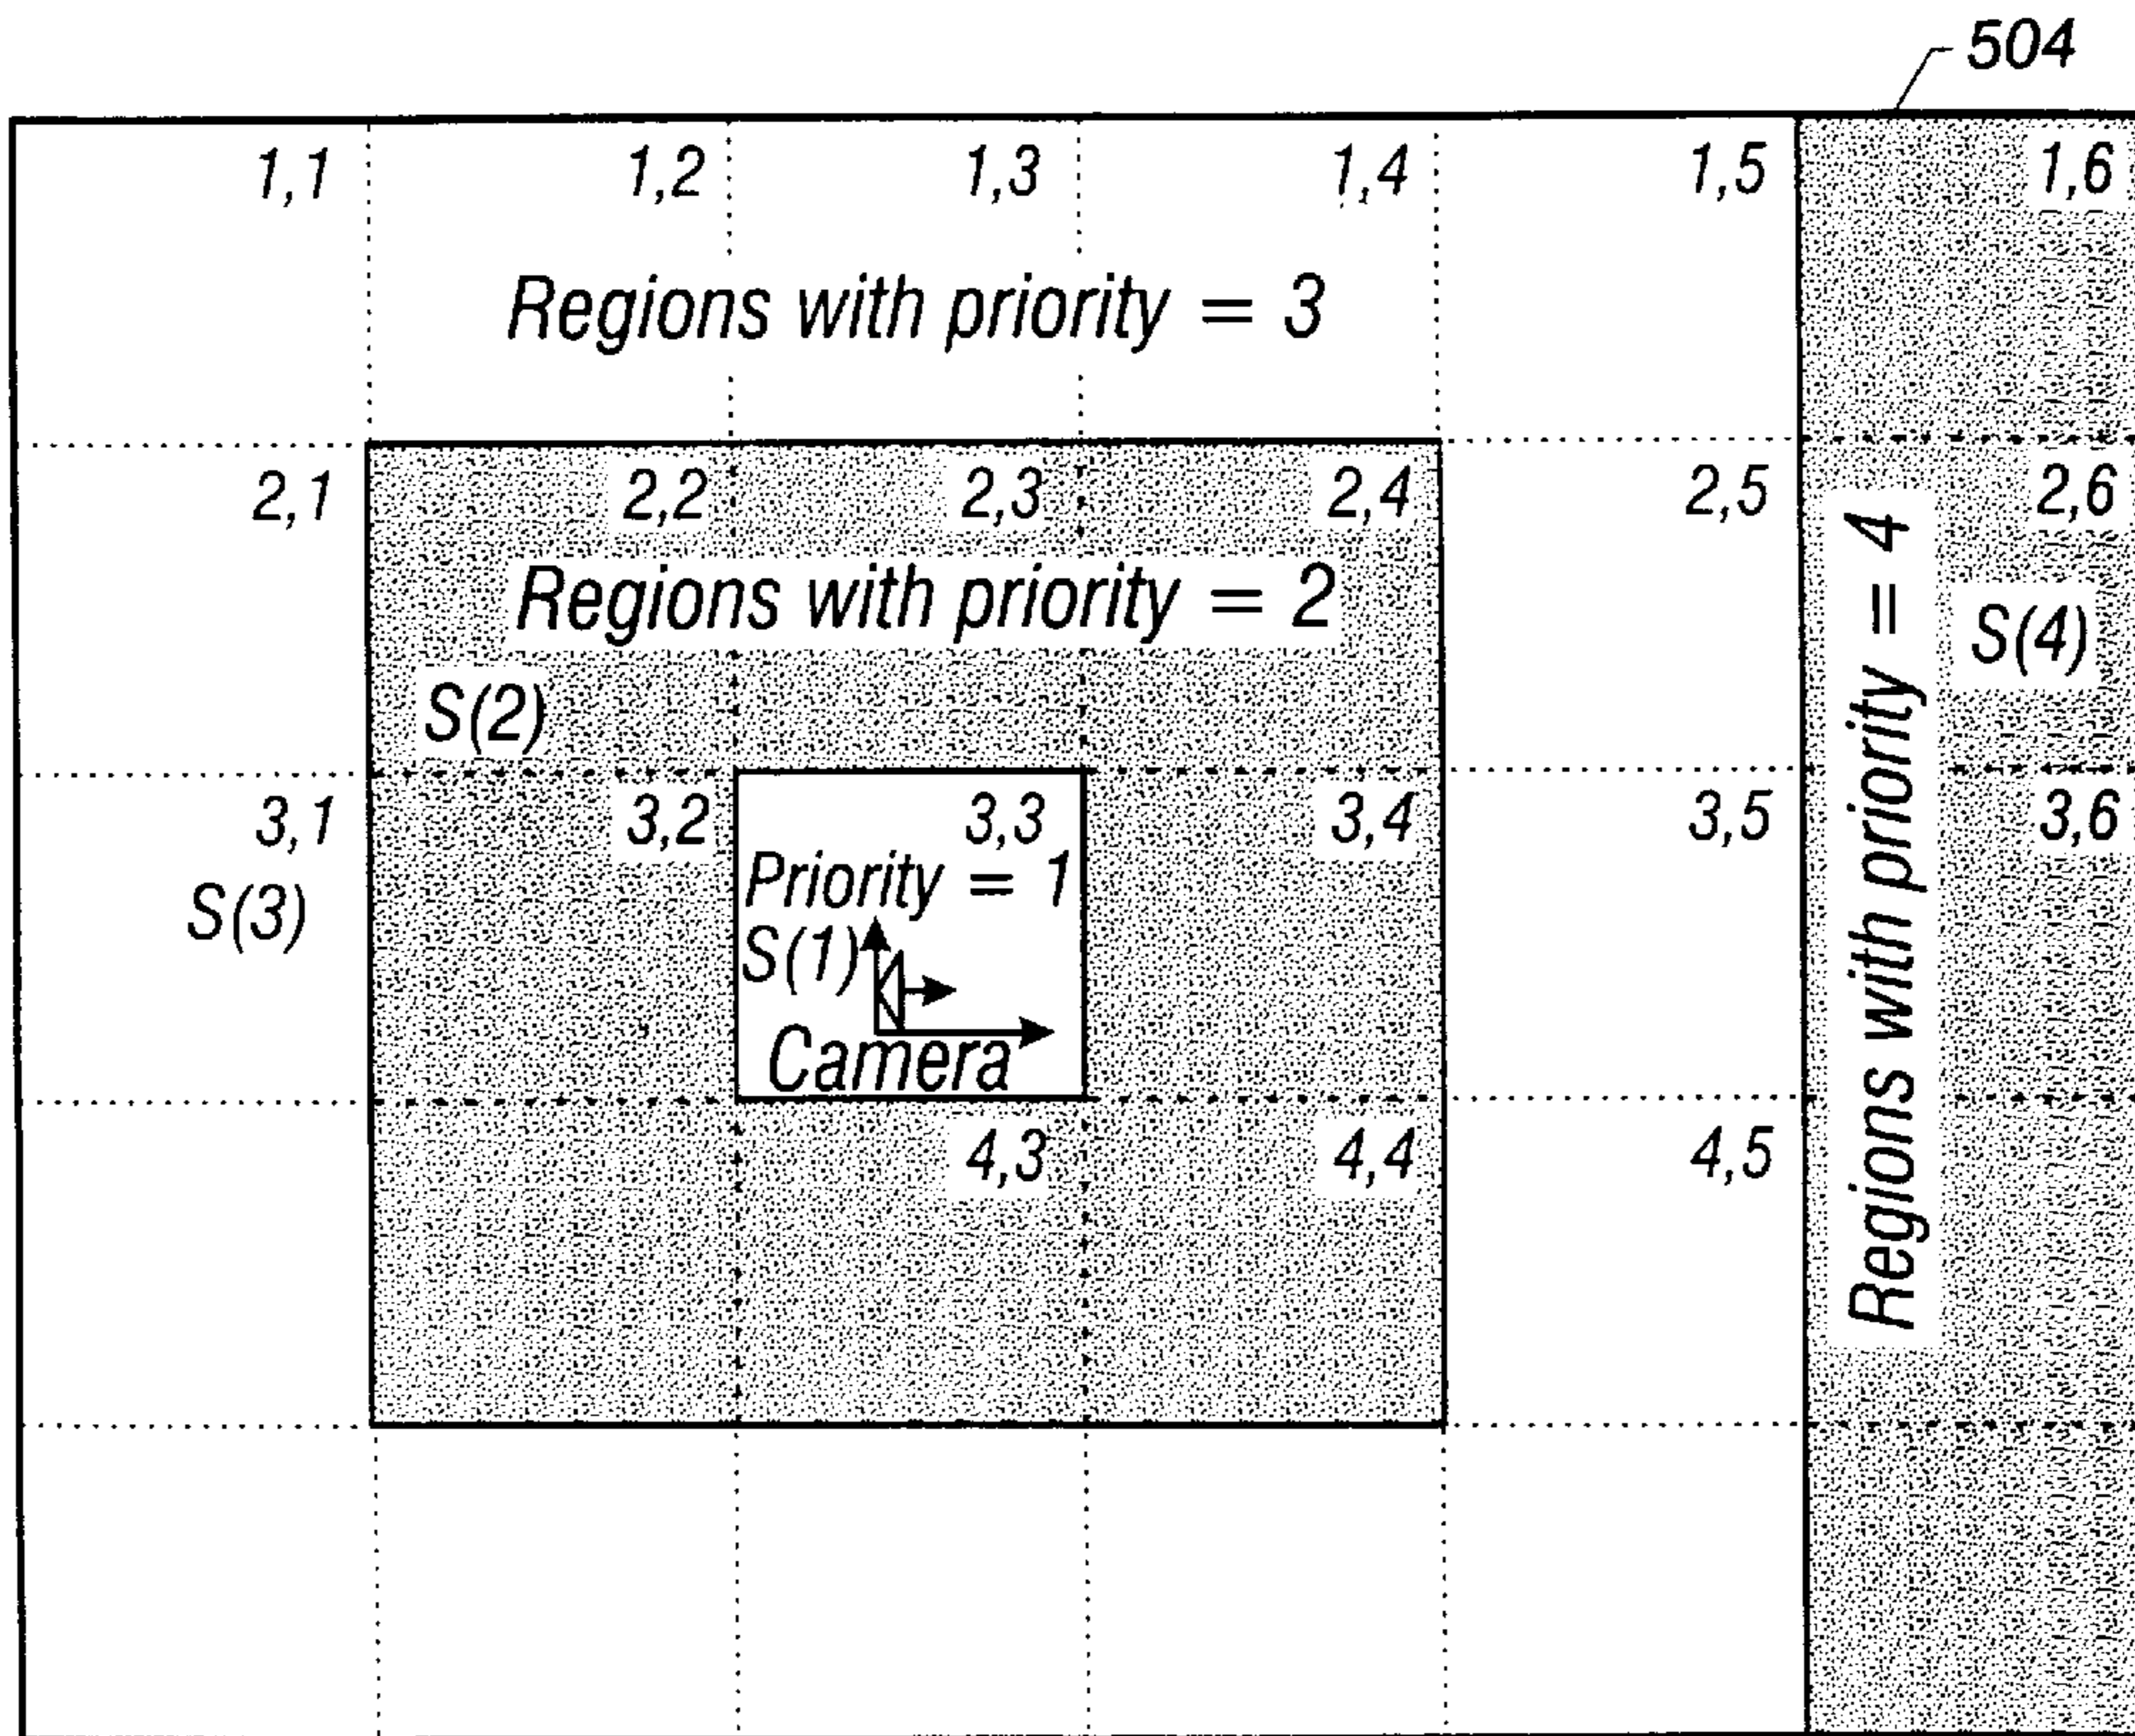 504
1,1 1,2 1,3 1,4 1,5 1,6
Regions with priority = 3
2,1 2,2 2,3 2,4 2,5 2,6
Regions with priority = 2
S(2)
S(4)
Regions with priority = 4
3,1 3,2 3,3 3,4 3,5 3,6
Priority = 1
S(3)
S(1)
Camera
4,3 4,4 4,5